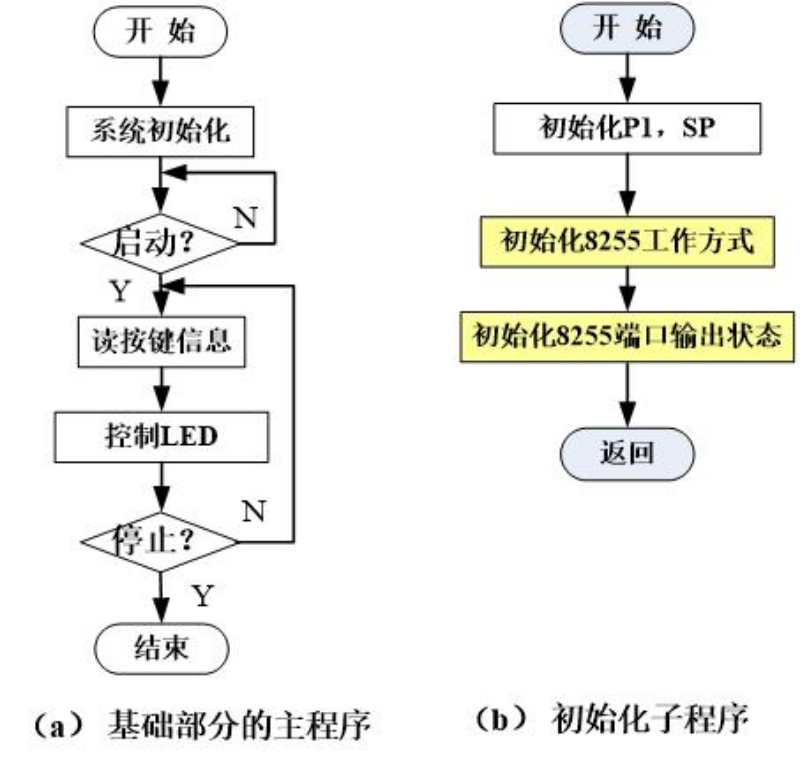 开 始
系统初始化
启动？
N
Y
读按键信息
控制LED
停止？
N
Y
结束
（a） 基础部分的主程序
开 始
初始化P1，SP
初始化8255工作方式
初始化8255端口输出状态
返回
（b） 初始化子程序